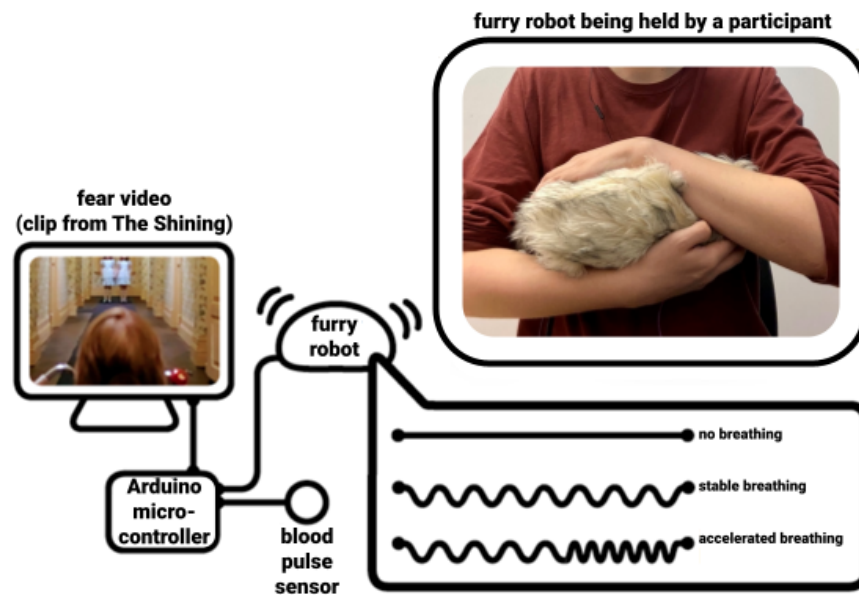 furry robot being held by a participant
fear video
(clip from The Shining)
furry
robot
no breathing
stable breathing
accelerated breathing
Arduino
micro-
controller
blood
pulse
sensor